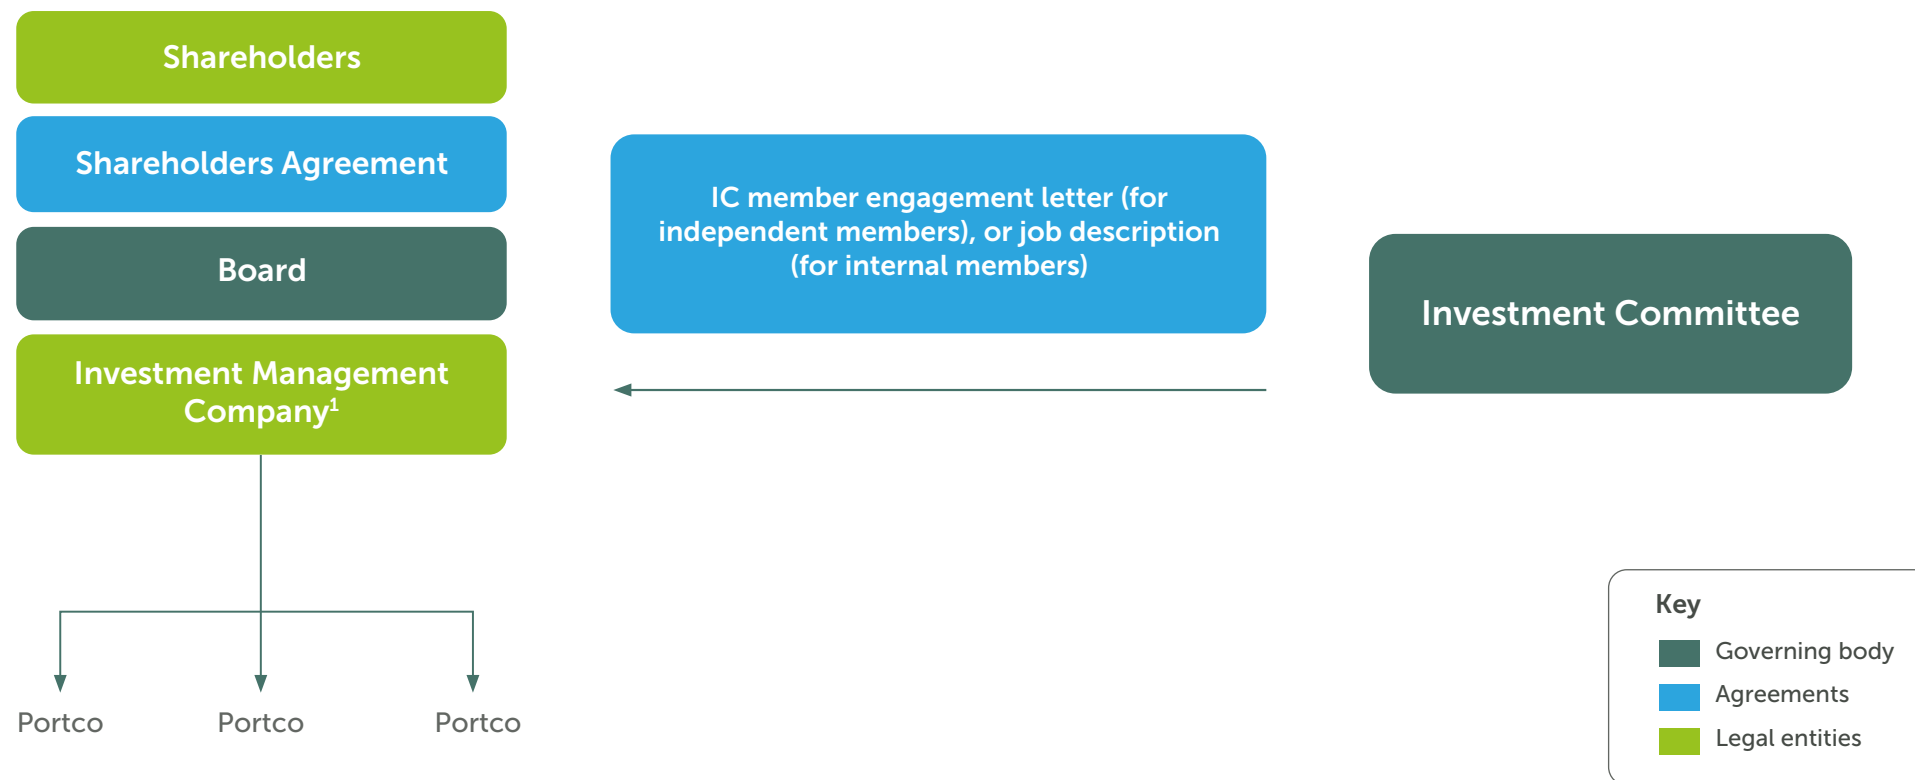 Shareholders
Shareholders Agreement
Board
Investment Management
Company¹
IC member engagement letter (for
independent members), or job description
(for internal members)
Investment Committee
Portco
Portco
Portco
Key
Governing body
Agreements
Legal entities